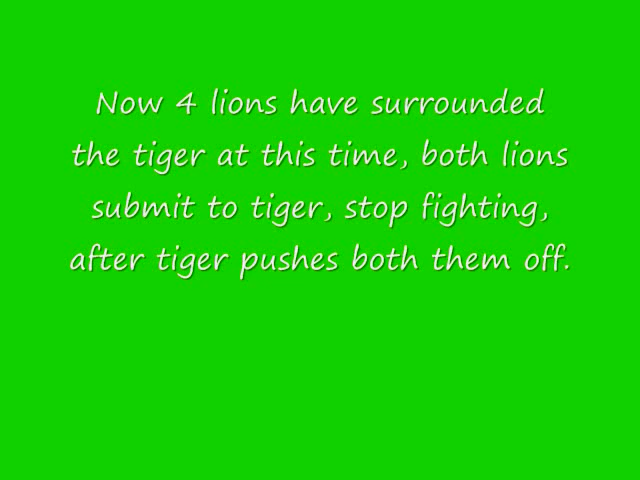 Now 4 lions have surrounded
the tiger at this time, both lions
submit to tiger, stop fighting,
after tiger pushes both them off.